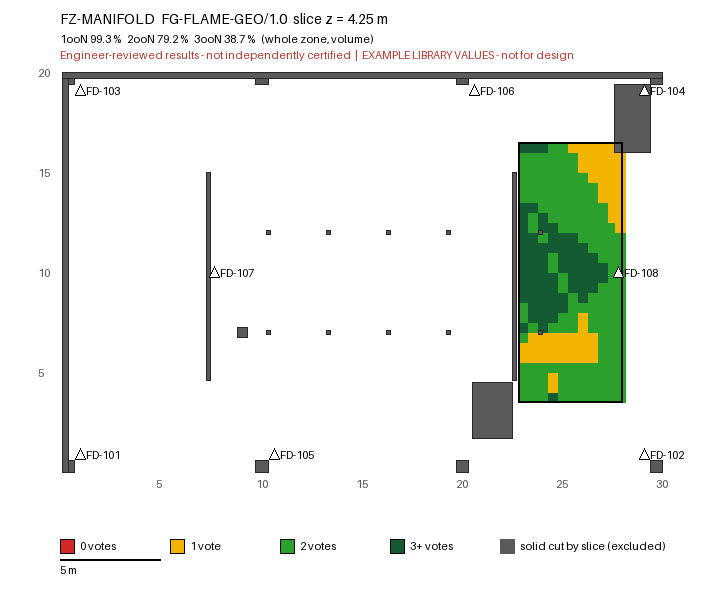 FZ-MANIFOLD FG-FLAME-GEO/1.0 slice z = 4.25 m
1ooN 99.3 % 2ooN 79.2 % 3ooN 38.7 % (whole zone, volume)
Engineer-reviewed results - not independently certified | EXAMPLE LIBRARY VALUES - not for design
20
FD-103
FD-106
FD-104
15
10
FD-107
FD-108
5
FD-101
FD-105
FD-102
5 10 15 20 25 30
0 votes
1 vote
2 votes
3+ votes
solid cut by slice (excluded)
5 m